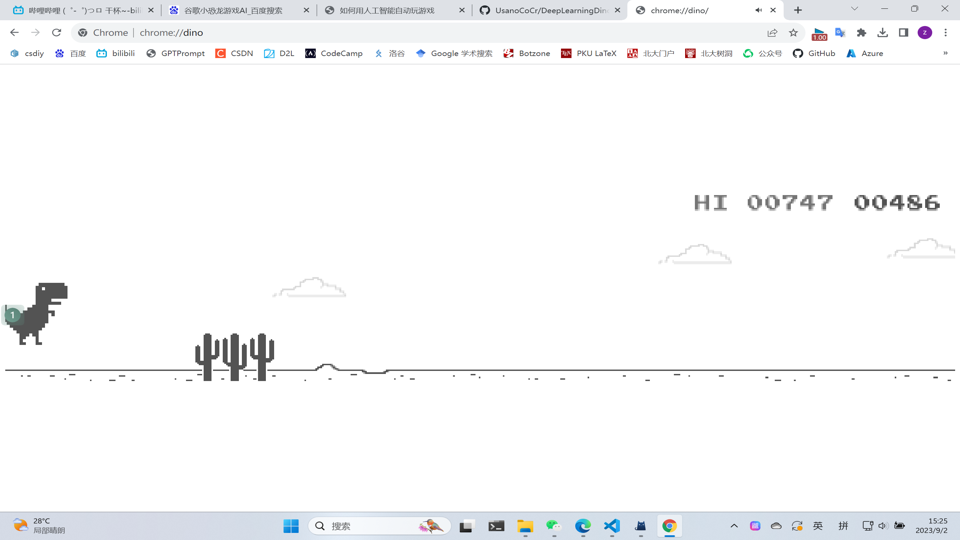 哔哩哔哩 (゜-゜)つロ 干杯~-bili
谷歌小恐龙游戏AI_百度搜索
如何用人工智能自动玩游戏
UsanoCoCr/DeepLearningDin
chrome://dino/
Chrome | chrome://dino
1.00
z
csdiy
百度
bilibili
GPTPrompt
CSDN
D2L
CodeCamp
洛谷
Google 学术搜索
Botzone
PKU LaTeX
北大门户
北大树洞
公众号
GitHub
Azure
»
HI 00747 00486
1
28°C
局部晴朗
搜索
英
拼
15:25
2023/9/2